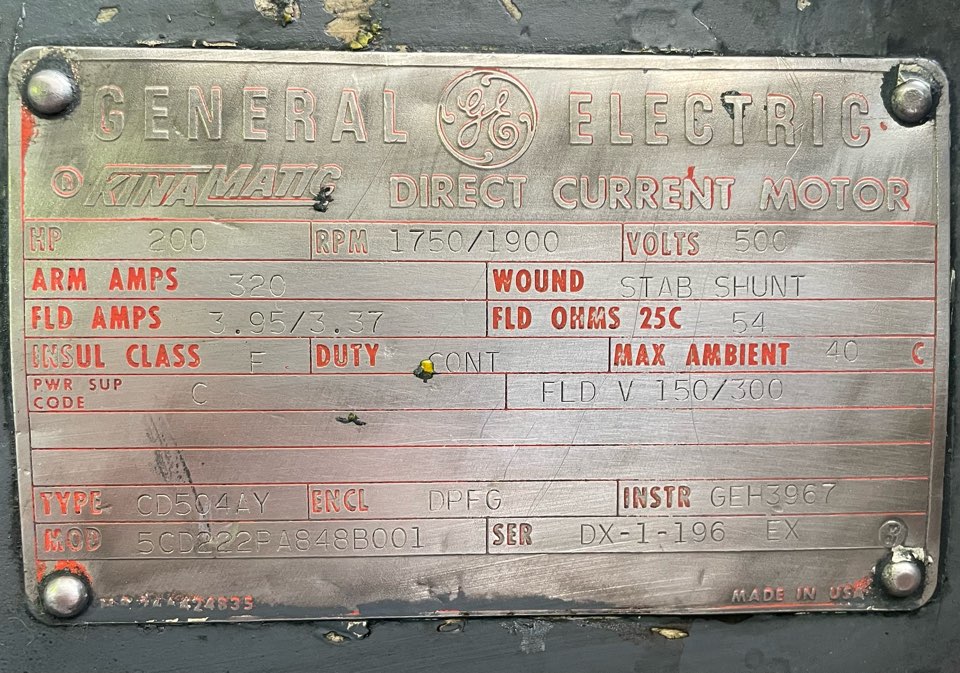 GENERAL GE ELECTRIC
® KINAMATIC DIRECT CURRENT MOTOR
HP 200 RPM 1750/1900 VOLTS 500
ARM AMPS 320 WOUND STAB SHUNT
FLD AMPS 3.95/3.37 FLD OHMS 25C 54
INSUL CLASS F DUTY CONT MAX AMBIENT 40 C
PWR SUP CODE C FLD V 150/300
TYPE CD504AY ENCL DPFG INSTR GEH3967
MOD 5CD222PA848B001 SER DX-1-196 EX
424835 MADE IN USA